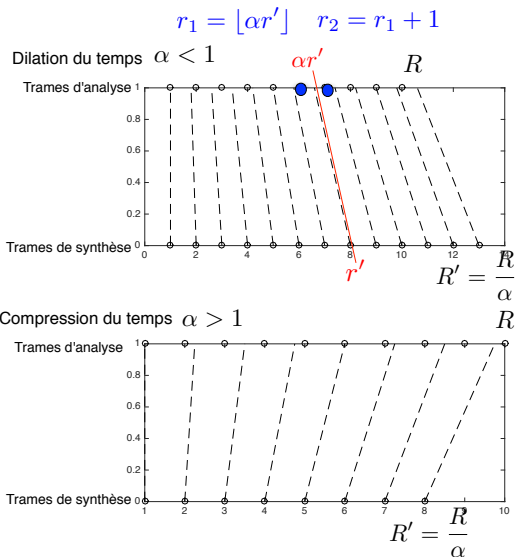 r₁ = ⌊αr′⌋ r₂ = r₁ + 1
Dilation du temps α < 1 αr′ R
Trames d'analyse 1
0.8
0.6
0.4
0.2
Trames de synthèse 0
0 2 4 6 8 10 12 14
r′ R′ = R/α
Compression du temps α > 1 R
Trames d'analyse 1
0.8
0.6
0.4
0.2
Trames de synthèse 0
1 2 3 4 5 6 7 8 9 10
R′ = R/α